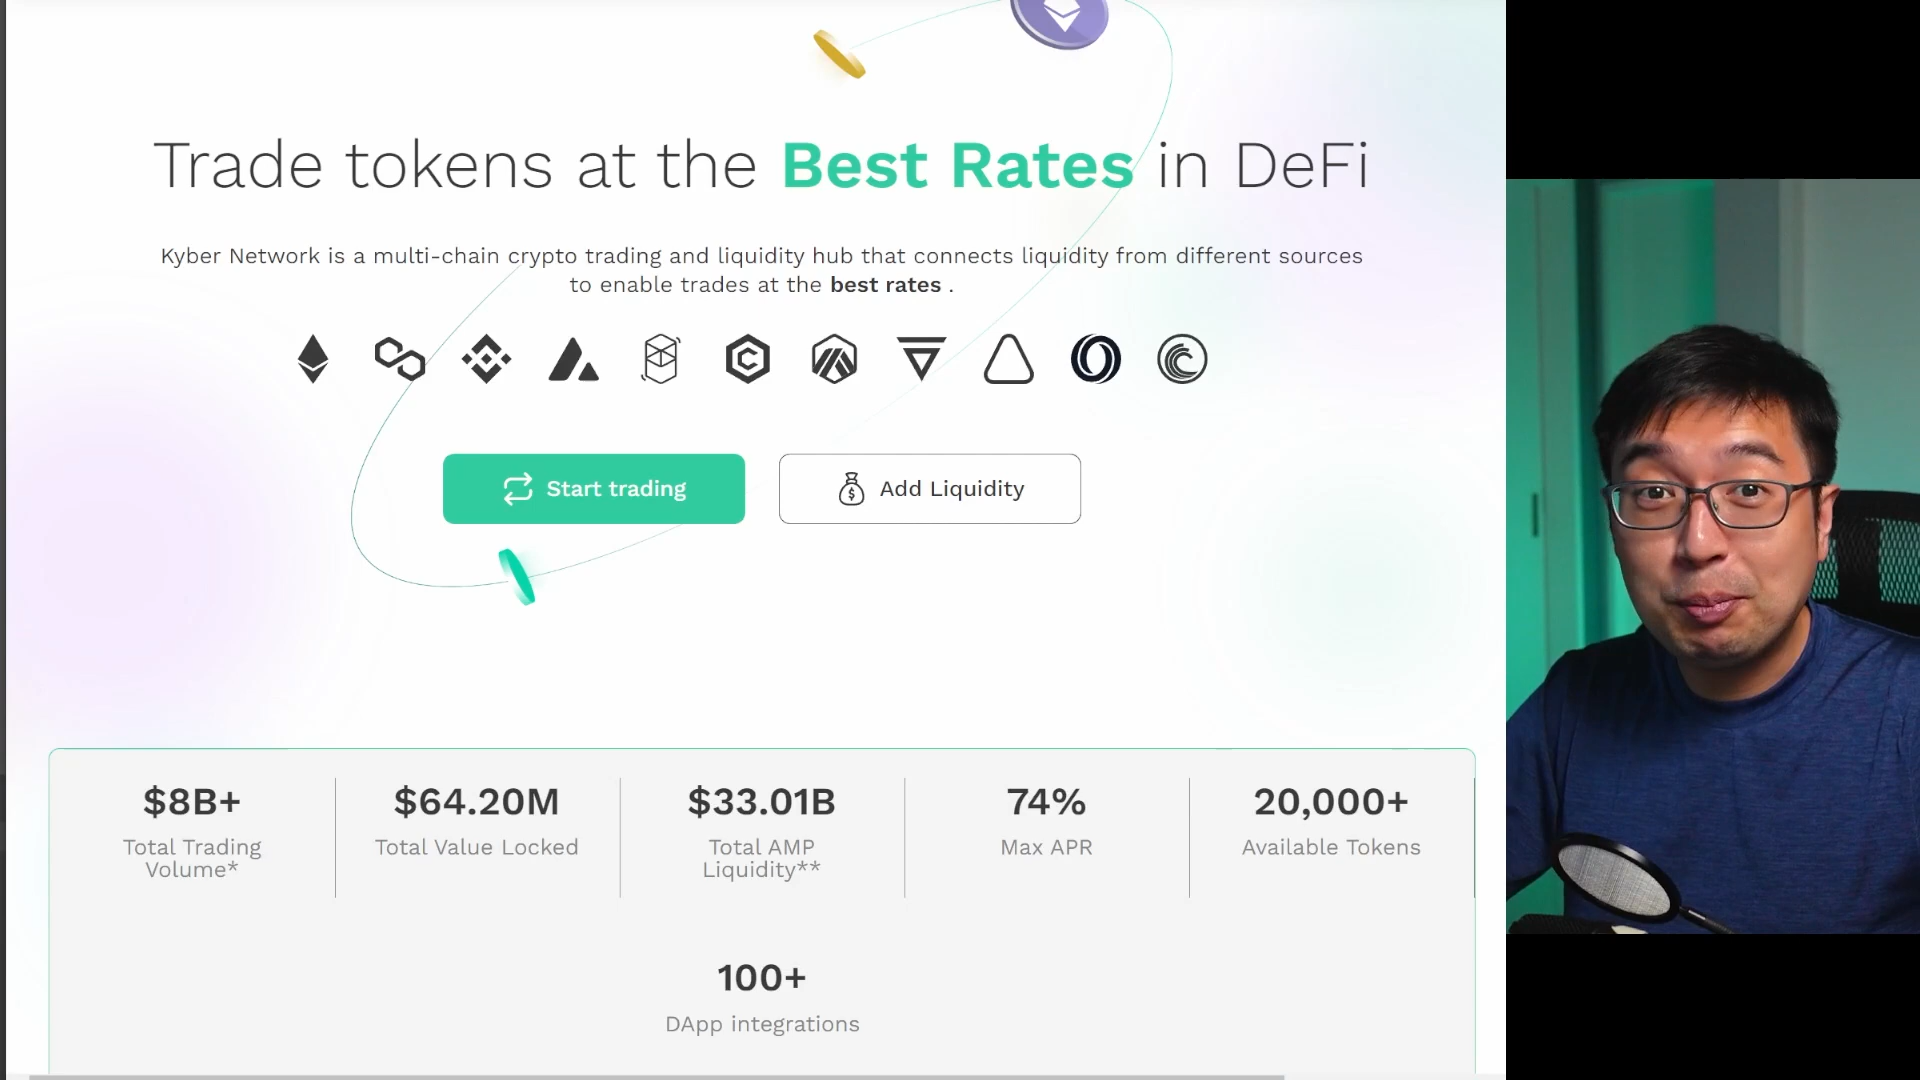 Trade tokens at the Best Rates in DeFi
Kyber Network is a multi-chain crypto trading and liquidity hub that connects liquidity from different sources
to enable trades at the best rates .
Start trading
Add Liquidity
$8B+
Total Trading
Volume*
$64.20M
Total Value Locked
$33.01B
Total AMP
Liquidity**
74%
Max APR
20,000+
Available Tokens
100+
DApp integrations